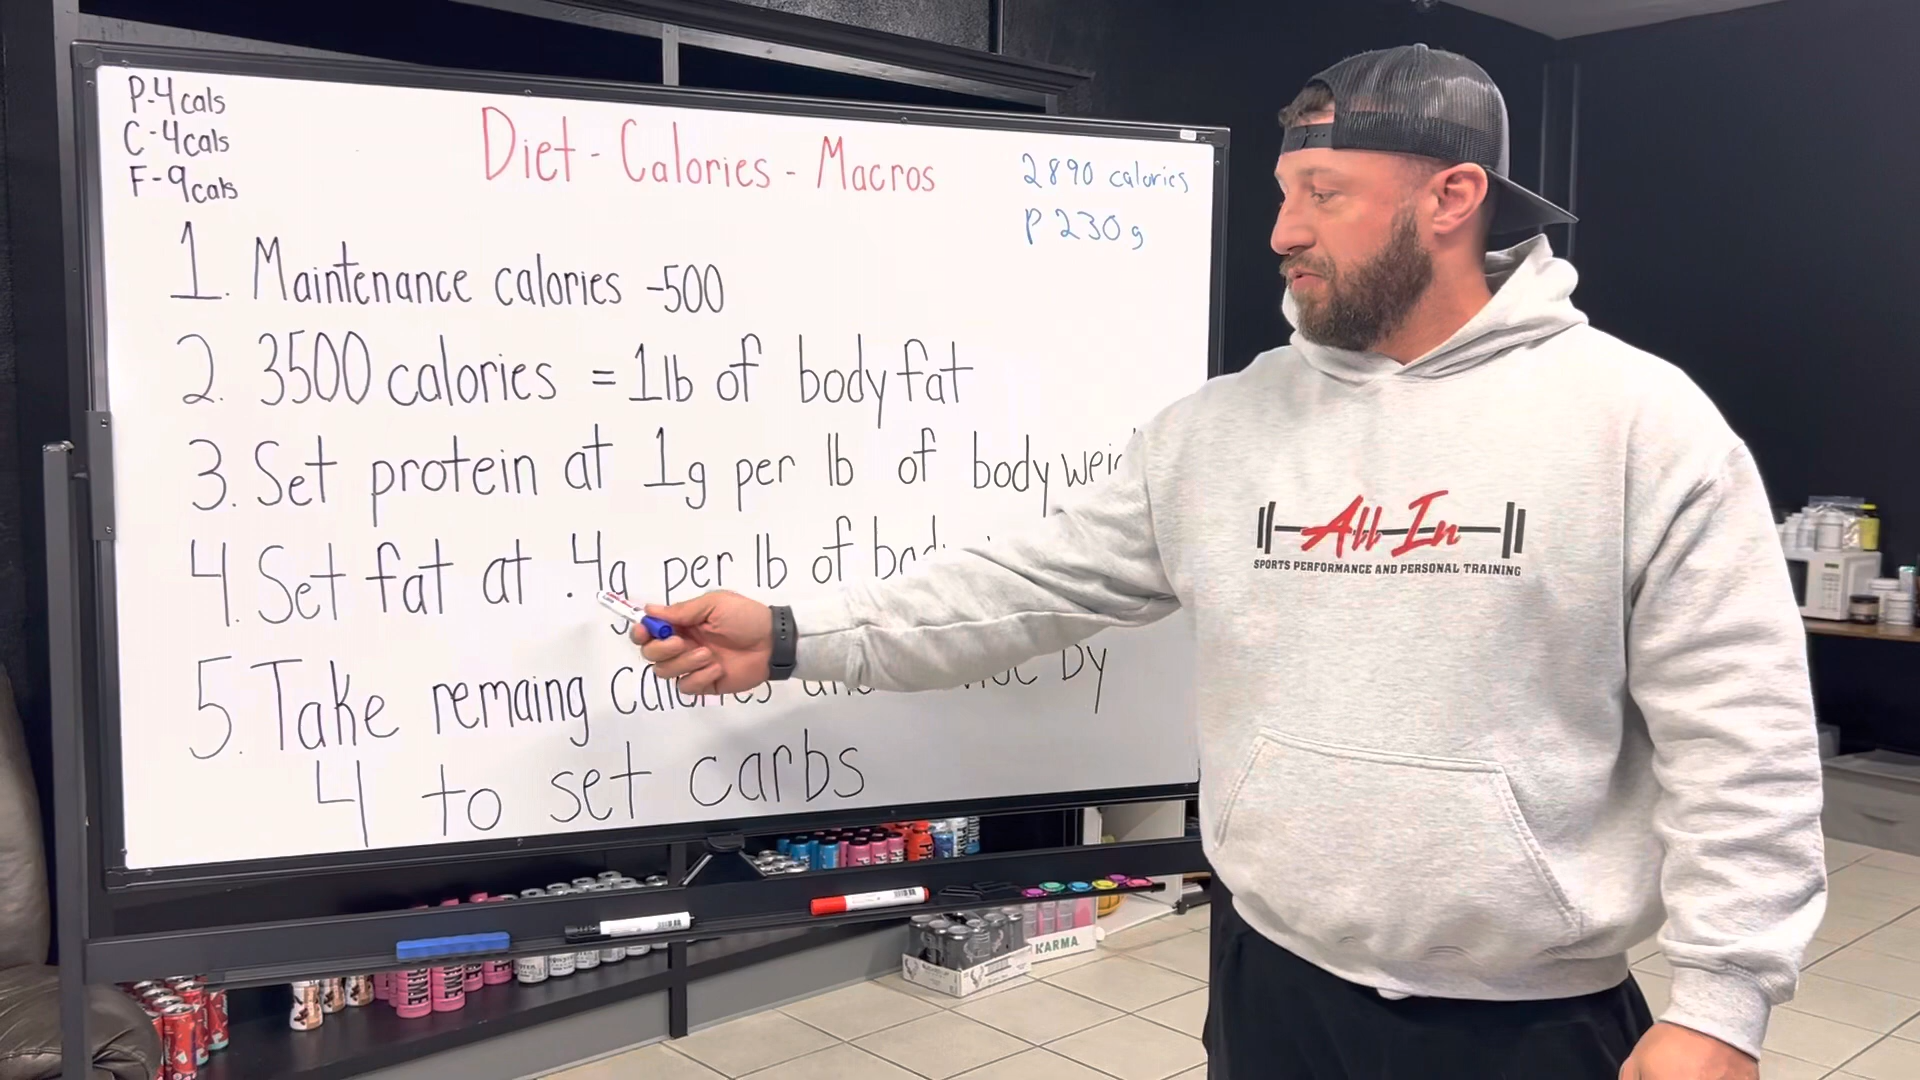 P-4cals
C-4cals
F-9cals
Diet - Calories - Macros
2890 calories
P 230g
1. Maintenance calories -500
2. 3500 calories = 1lb of body fat
3. Set protein at 1g per lb of body
4. Set fat at .4g per lb of
5. Take remaing by
4 to set carbs
All In
SPORTS PERFORMANCE AND PERSONAL TRAINING
KARMA